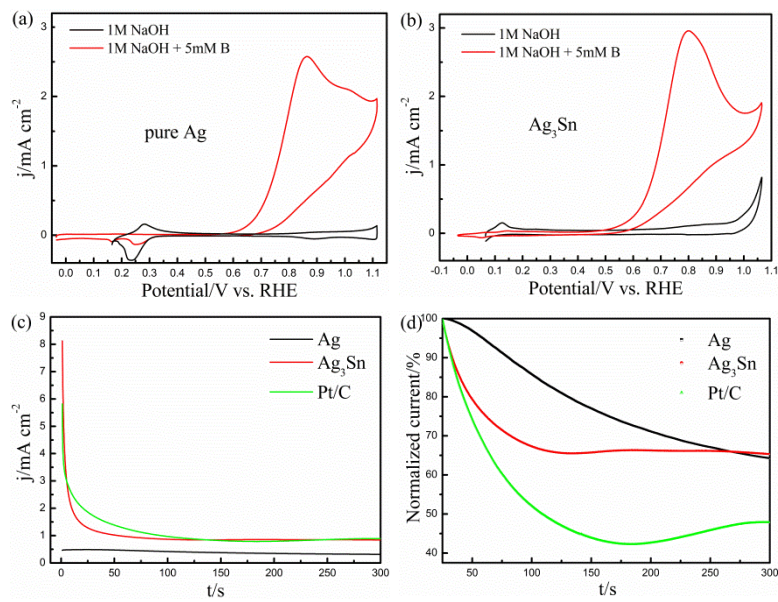 (a)
1M NaOH
1M NaOH + 5mM B
pure Ag
j/mA cm-2
3
2
1
0
0.0 0.1 0.2 0.3 0.4 0.5 0.6 0.7 0.8 0.9 1.0 1.1
Potential/V vs. RHE
(b)
1M NaOH
1M NaOH + 5mM B
Ag3Sn
j/mA cm-2
3
2
1
0
-0.1 0.0 0.1 0.2 0.3 0.4 0.5 0.6 0.7 0.8 0.9 1.0 1.1
Potential/V vs. RHE
(c)
Ag
Ag3Sn
Pt/C
j/mA cm-2
9
8
7
6
5
4
3
2
1
0
0 50 100 150 200 250 300
t/s
(d)
Ag
Ag3Sn
Pt/C
Normalized current/%
100
90
80
70
60
50
40
50 100 150 200 250 300
t/s